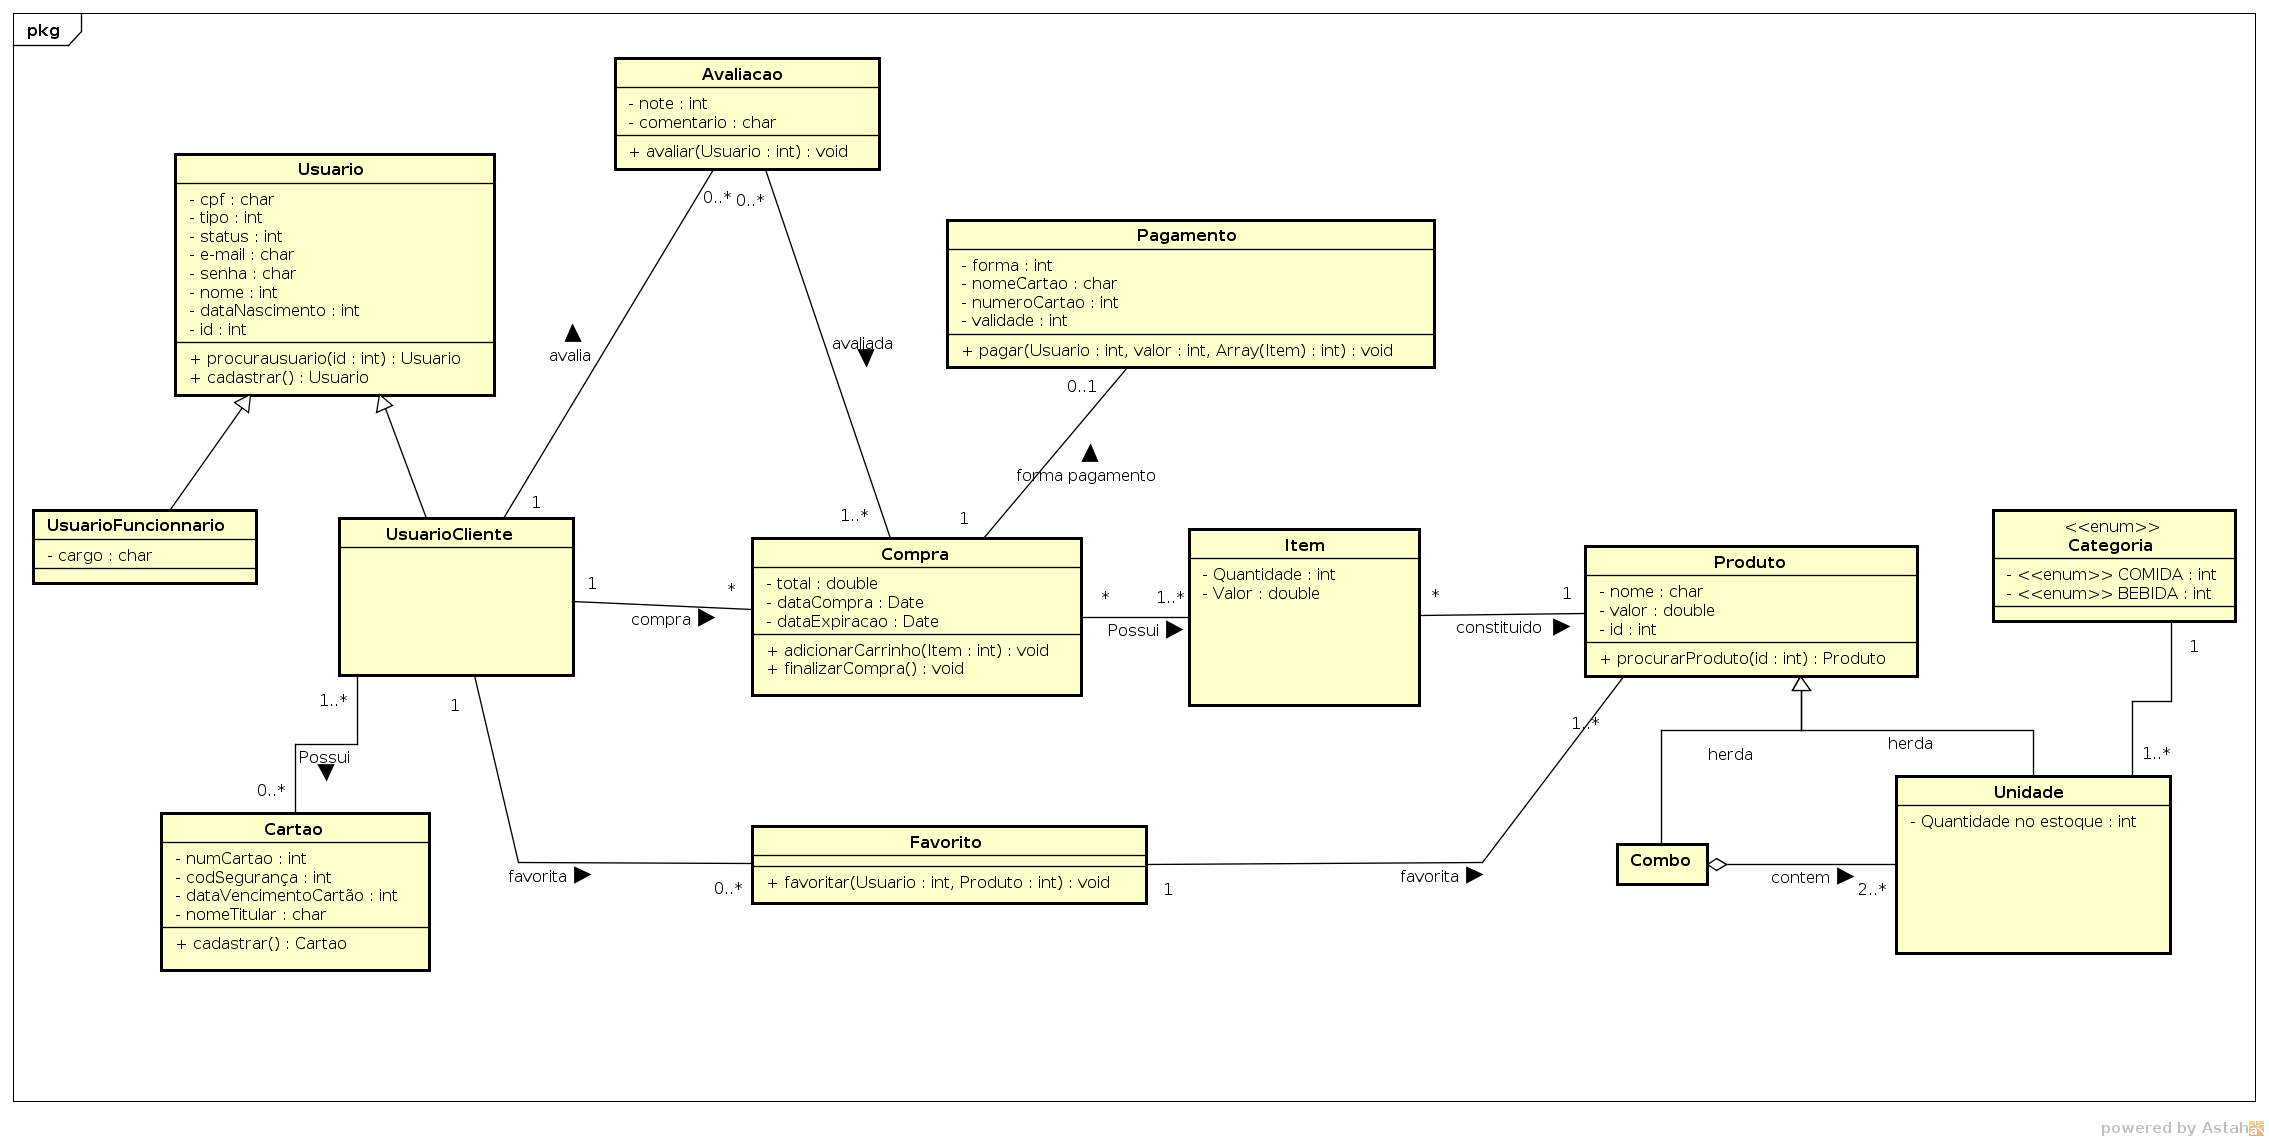 pkg
Avaliacao
- note : int
- comentario : char
+ avaliar(Usuario : int) : void
Usuario
- cpf : char
- tipo : int
- status : int
- e-mail : char
- senha : char
- nome : int
- dataNascimento : int
- id : int
+ procurausuario(id : int) : Usuario
+ cadastrar() : Usuario
0..*
0..*
Pagamento
- forma : int
- nomeCartao : char
- numeroCartao : int
- validade : int
+ pagar(Usuario : int, valor : int, Array(Item) : int) : void
avalia
avaliada
0..1
forma pagamento
1
1..*
1
UsuarioFuncionnario
- cargo : char
UsuarioCliente
1
*
compra
Compra
- total : double
- dataCompra : Date
- dataExpiracao : Date
+ adicionarCarrinho(Item : int) : void
+ finalizarCompra() : void
*
1..*
Possui
Item
- Quantidade : int
- Valor : double
*
1
constituido
Produto
- nome : char
- valor : double
- id : int
+ procurarProduto(id : int) : Produto
<<enum>>
Categoria
- <<enum>> COMIDA : int
- <<enum>> BEBIDA : int
1
1..*
1..*
Possui
0..*
1
1..*
herda
herda
Cartao
- numCartao : int
- codSegurança : int
- dataVencimentoCartão : int
- nomeTitular : char
+ cadastrar() : Cartao
favorita
0..*
Favorito
+ favoritar(Usuario : int, Produto : int) : void
1
favorita
Combo
contem
2..*
Unidade
- Quantidade no estoque : int
powered by Astah